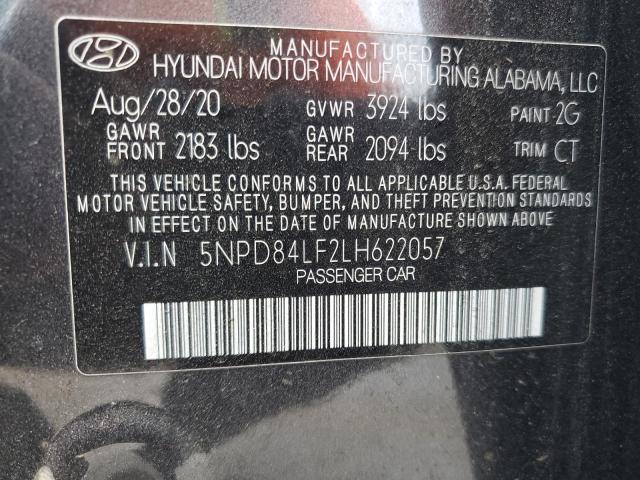 MANUFACTURED BY
HYUNDAI MOTOR MANUFACTURING ALABAMA, LLC
Aug/28/20 GVWR 3924 lbs PAINT 2G
GAWR FRONT 2183 lbs GAWR REAR 2094 lbs TRIM CT
THIS VEHICLE CONFORMS TO ALL APPLICABLE U.S.A. FEDERAL
MOTOR VEHICLE SAFETY, BUMPER, AND THEFT PREVENTION STANDARDS
IN EFFECT ON THE DATE OF MANUFACTURE SHOWN ABOVE.
V.I.N 5NPD84LF2LH622057
PASSENGER CAR